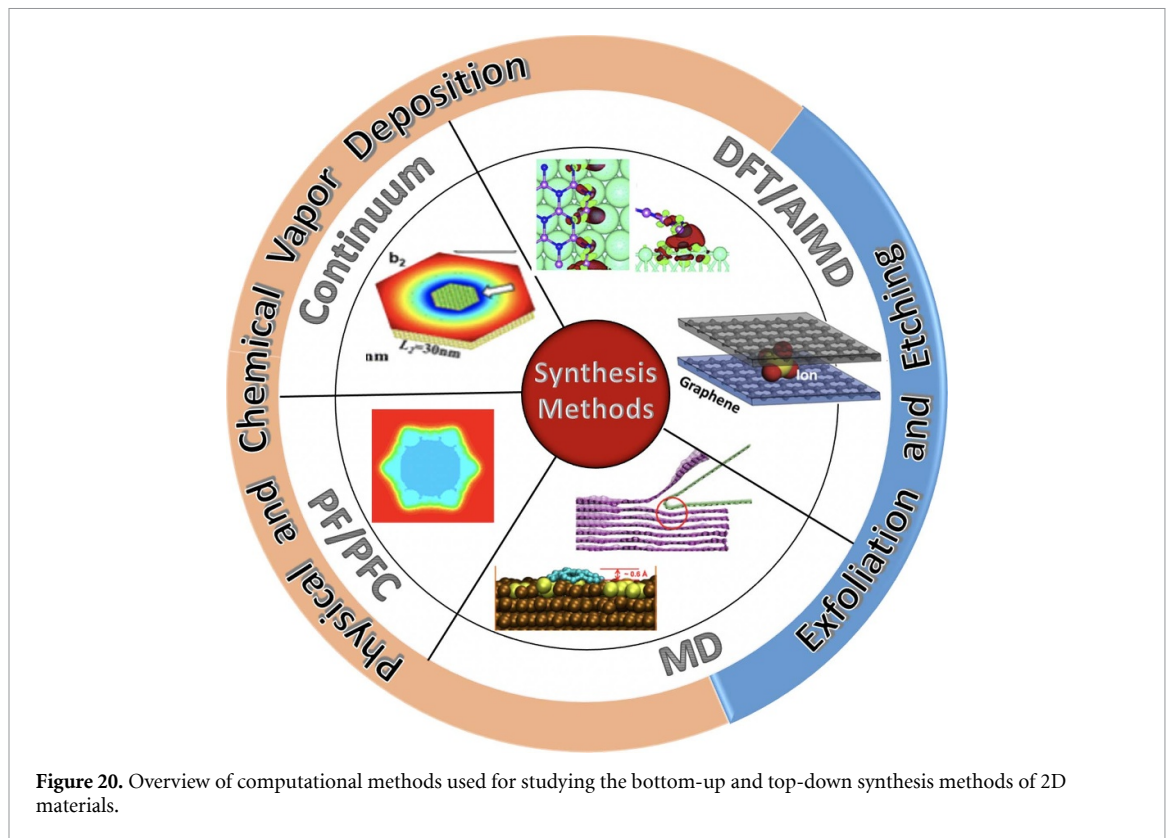 Physical and Chemical Vapor Deposition
Exfoliation and Etching
Continuum
DFT/AIMD
PF/PFC
MD
b₂
nm
L₂=30nm
Synthesis
Methods
Ion
Graphene
~ 0.6 Å
Figure 20. Overview of computational methods used for studying the bottom-up and top-down synthesis methods of 2D
materials.